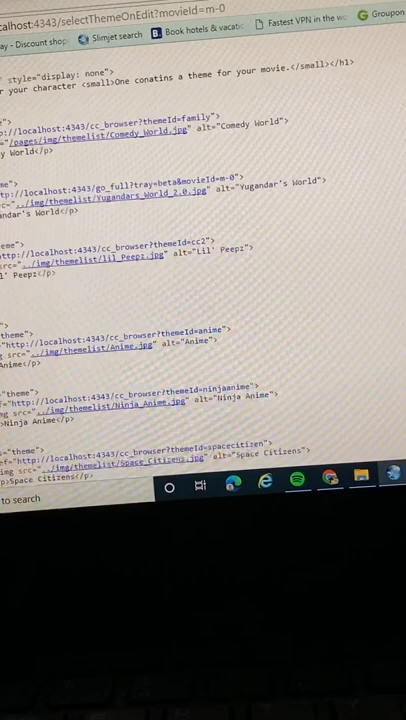 calhost:4343/selectThemeOnEdit?movieId=m-0
ay - Discount shop
Slimjet search
B. Book hotels & vacati
Fastest VPN in the wo
G Groupon
" style="display: none">
r your character <small>One conatins a theme for your movie.</small></h1>
e">
p://localhost:4343/cc_browser?themeId=family">
="/pages/img/themelist/Comedy_World.jpg" alt="Comedy World">
y World</p>
me">
tp://localhost:4343/go_full?tray=beta&movieId=m-0">
c="../img/themelist/Yugandars_World_2.0.jpg" alt="Yugandar's World">
andar's World</p>
eme">
http://localhost:4343/cc_browser?themeId=cc2">
src="../img/themelist/lil_Peepz.jpg" alt="Lil' Peepz">
l' Peepz</p>
">
theme">
"http://localhost:4343/cc_browser?themeId=anime">
g src="../img/themelist/Anime.jpg" alt="Anime">
Anime</p>
"theme">
ef="http://localhost:4343/cc_browser?themeId=ninjaanime">
mg src="../img/themelist/Ninja_Anime.jpg" alt="Ninja Anime">
>Ninja Anime</p>
s="theme">
ef="http://localhost:4343/cc_browser?themeId=spacecitizen">
img src="../img/themelist/Space_Citizens.jpg" alt="Space Citizens">
p>Space Citizens</p>
to search